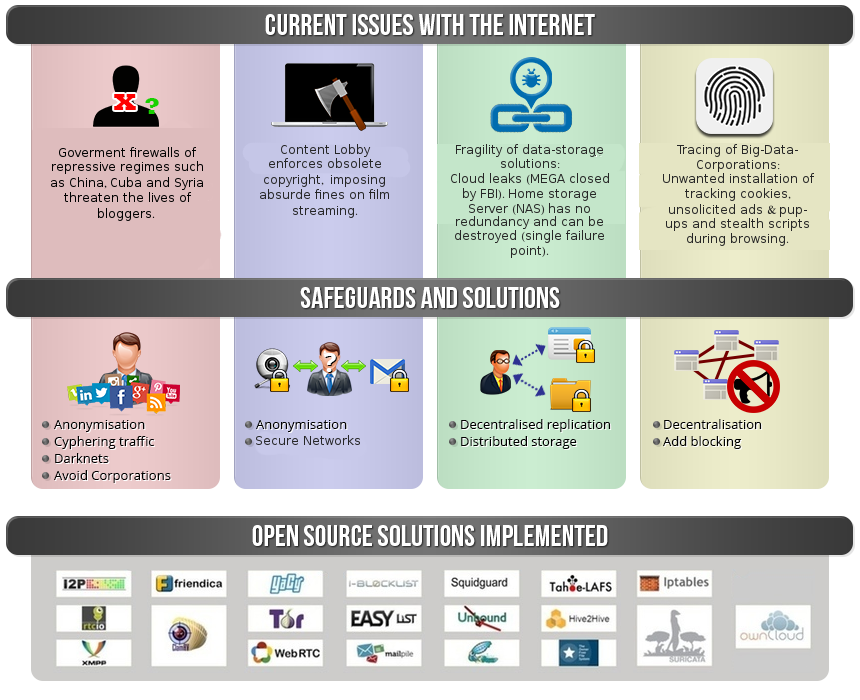 CURRENT ISSUES WITH THE INTERNET
X ?
Goverment firewalls of
repressive regimes such
as China, Cuba and Syria
threaten the lives of
bloggers.
Content Lobby
enforces obsolete
copyright, imposing
absurde fines on film
streaming.
Fragility of data-storage
solutions:
Cloud leaks (MEGA closed
by FBI). Home storage
Server (NAS) has no
redundancy and can be
destroyed (single failure
point).
Tracing of Big-Data-
Corporations:
Unwanted installation of
tracking cookies,
unsolicited ads & pup-
ups and stealth scripts
during browsing.
SAFEGUARDS AND SOLUTIONS
Anonymisation
Cyphering traffic
Darknets
Avoid Corporations
?
Anonymisation
Secure Networks
Decentralised replication
Distributed storage
Decentralisation
Add blocking
OPEN SOURCE SOLUTIONS IMPLEMENTED
I2P
friendica
YaCy
i-BLOCKLIST
Squidguard
Tahoe-LAFS
Iptables
rtcio
Tor
EASY LIST
Unbound
Hive2Hive
SURICATA
ownCloud
XMPP
WebRTC
mailpile